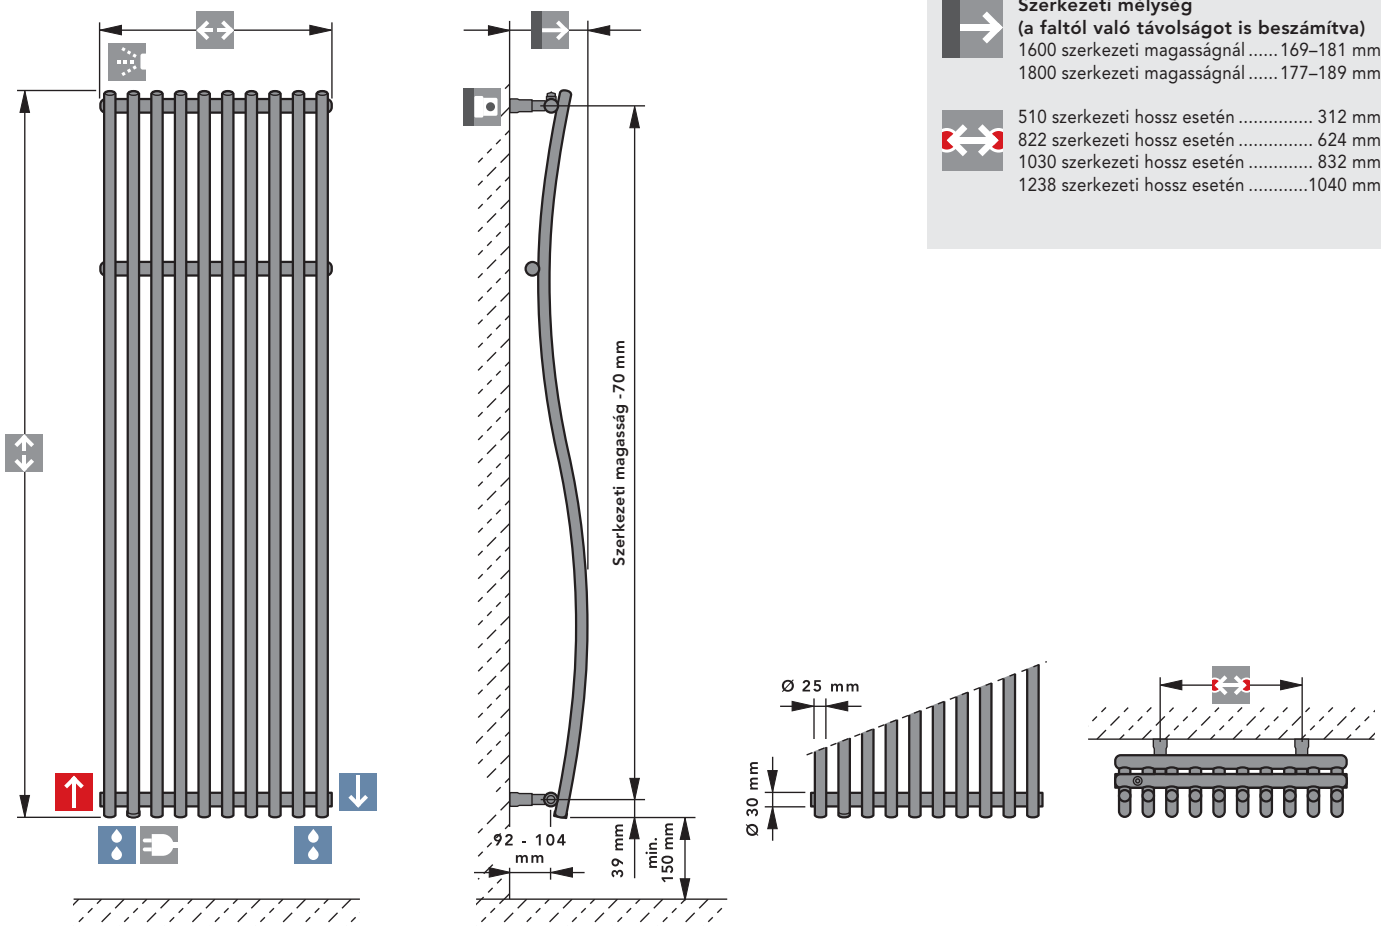 Szerkezeti mélység
(a faltól való távolságot is beszámítva)
1600 szerkezeti magasságnál ...... 169–181 mm
1800 szerkezeti magasságnál ...... 177–189 mm
510 szerkezeti hossz esetén ............... 312 mm
822 szerkezeti hossz esetén .............. 624 mm
1030 szerkezeti hossz esetén ............. 832 mm
1238 szerkezeti hossz esetén ............1040 mm
Szerkezeti magasság -70 mm
92 - 104
mm
39 mm
min.
150 mm
Ø 25 mm
Ø 30 mm